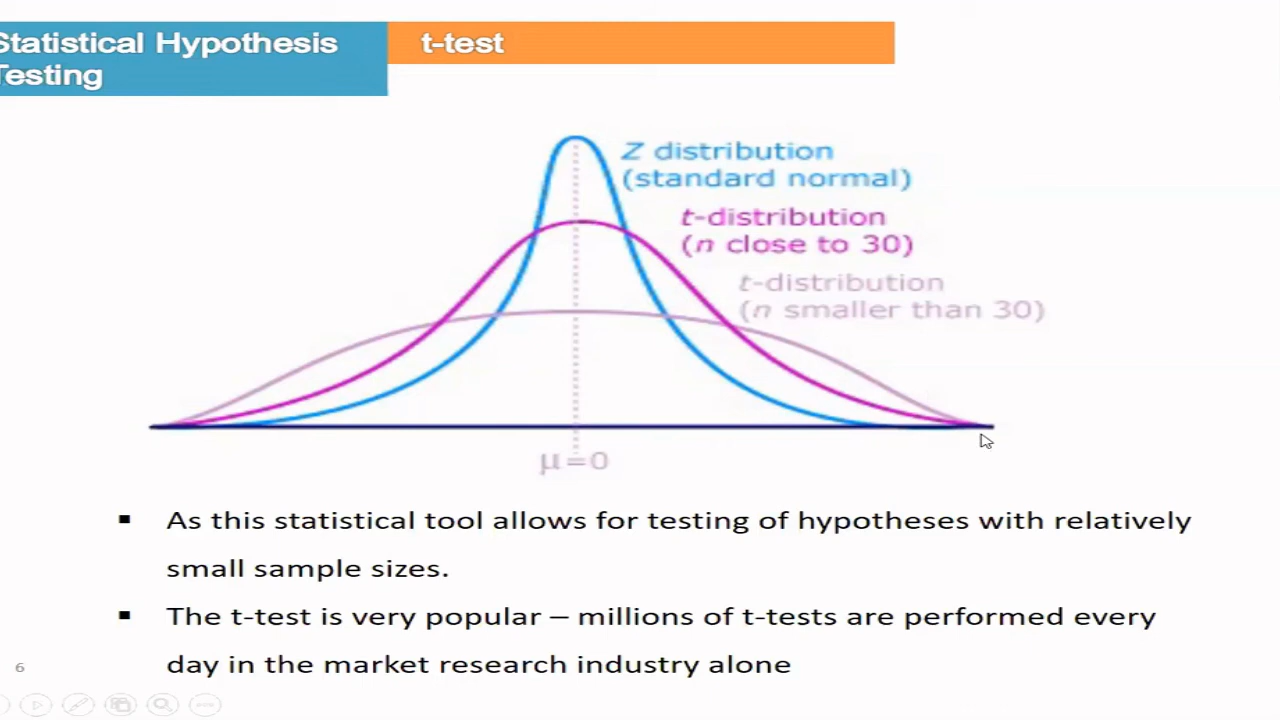 Statistical Hypothesis
Testing
t-test
Z distribution
(standard normal)
t-distribution
(n close to 30)
t-distribution
(n smaller than 30)
μ=0
▪ As this statistical tool allows for testing of hypotheses with relatively
small sample sizes.
▪ The t-test is very popular – millions of t-tests are performed every
day in the market research industry alone
6